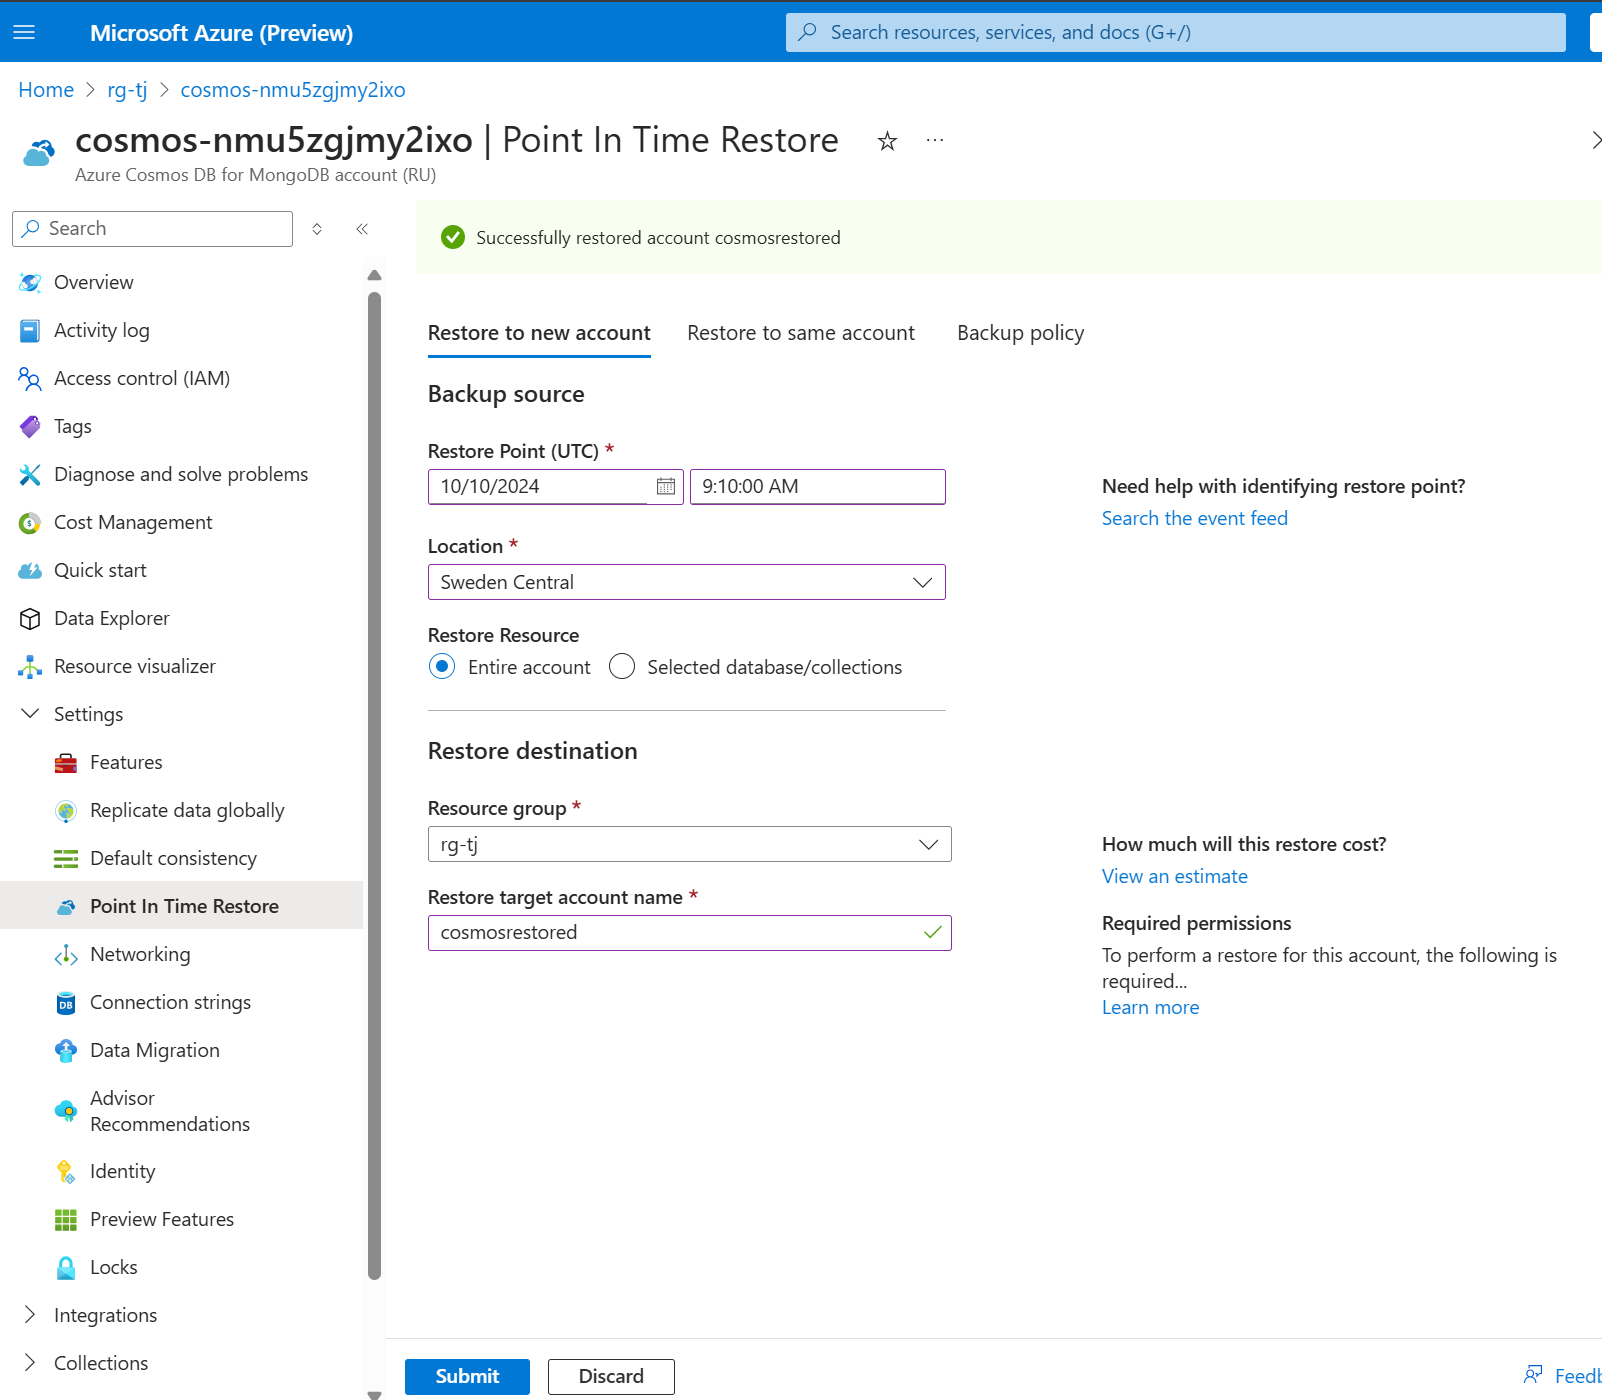 Microsoft Azure (Preview)
Search resources, services, and docs (G+/)
Home > rg-tj > cosmos-nmu5zgjmy2ixo
cosmos-nmu5zgjmy2ixo | Point In Time Restore
Azure Cosmos DB for MongoDB account (RU)
Search
Overview
Activity log
Access control (IAM)
Tags
Diagnose and solve problems
Cost Management
Quick start
Data Explorer
Resource visualizer
Settings
Features
Replicate data globally
Default consistency
Point In Time Restore
Networking
Connection strings
Data Migration
Advisor
Recommendations
Identity
Preview Features
Locks
Integrations
Collections
Successfully restored account cosmosrestored
Restore to new account
Restore to same account
Backup policy
Backup source
Restore Point (UTC) *
10/10/2024
9:10:00 AM
Need help with identifying restore point?
Search the event feed
Location *
Sweden Central
Restore Resource
Entire account
Selected database/collections
Restore destination
Resource group *
rg-tj
Restore target account name *
cosmosrestored
How much will this restore cost?
View an estimate
Required permissions
To perform a restore for this account, the following is
required...
Learn more
Submit
Discard